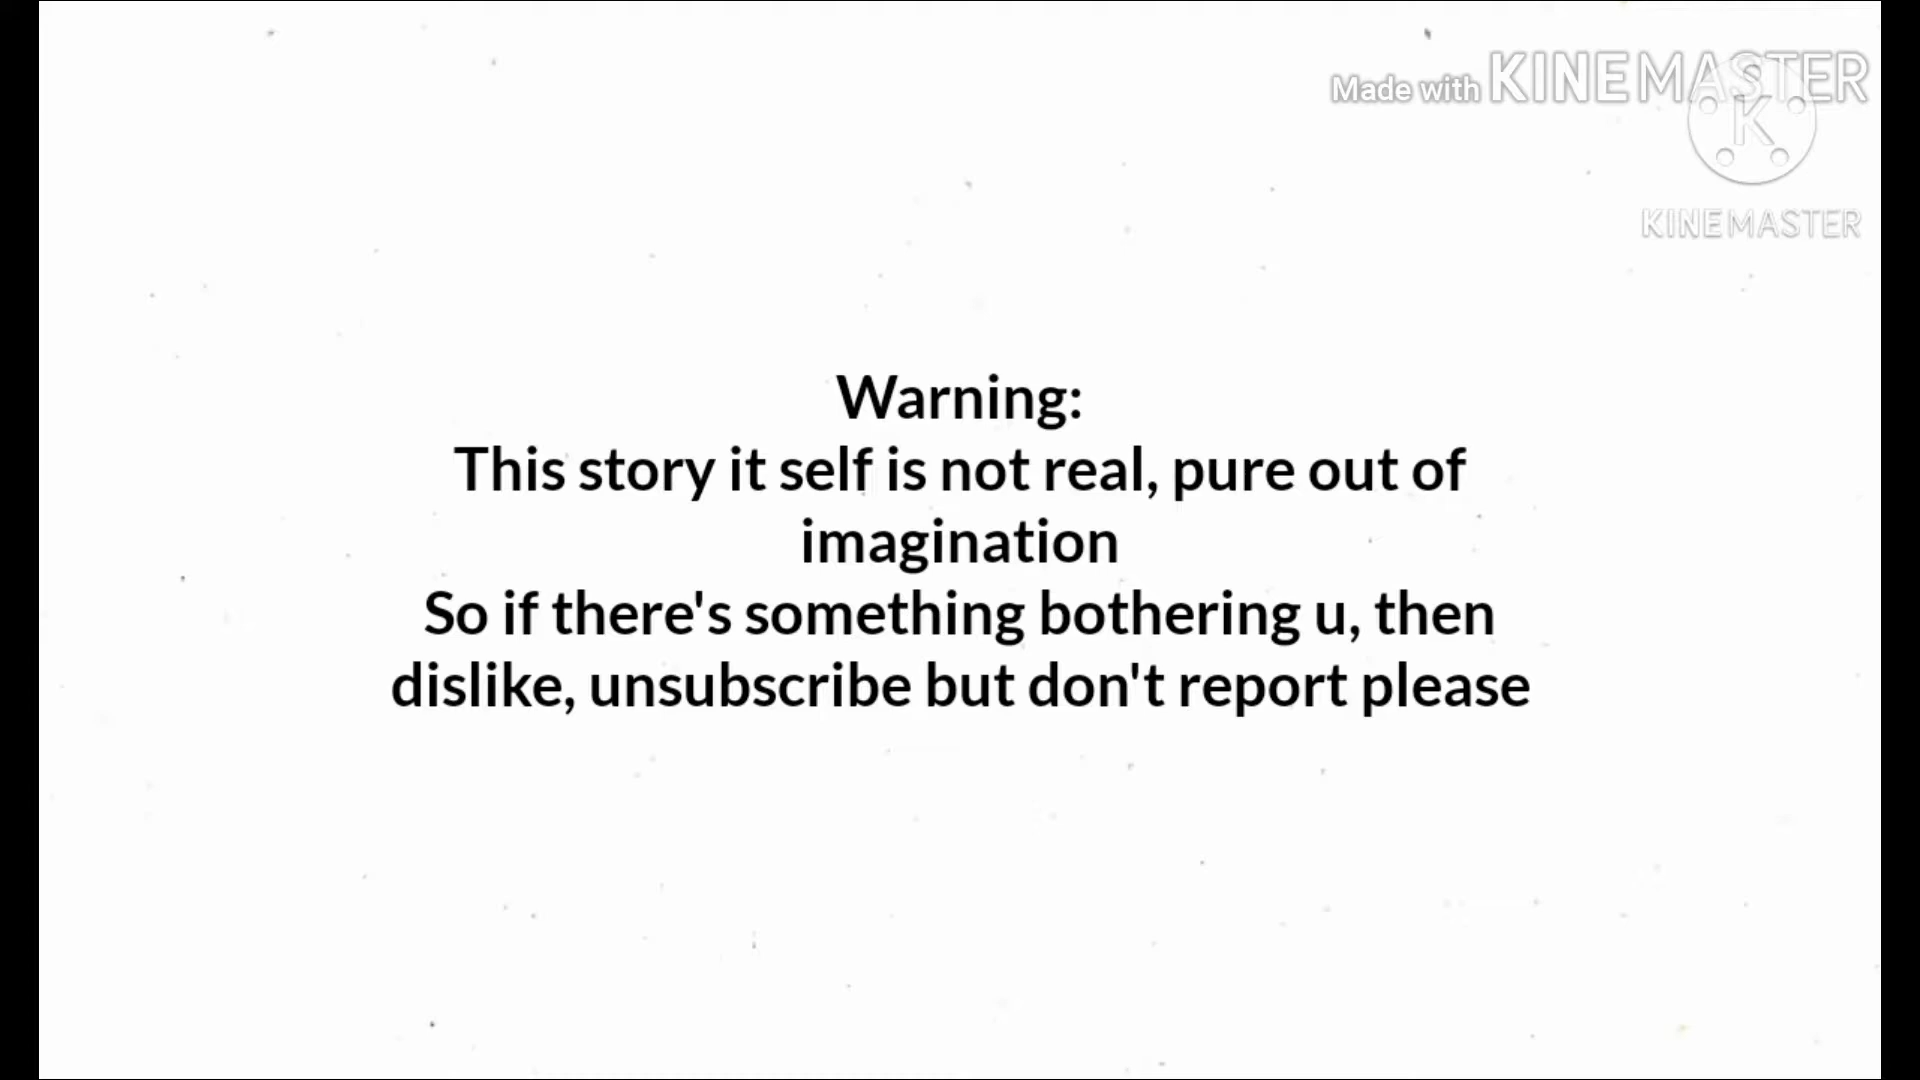 Made with KINEMASTER
K
KINEMASTER
Warning:
This story it self is not real, pure out of
imagination
So if there's something bothering u, then
dislike, unsubscribe but don't report please